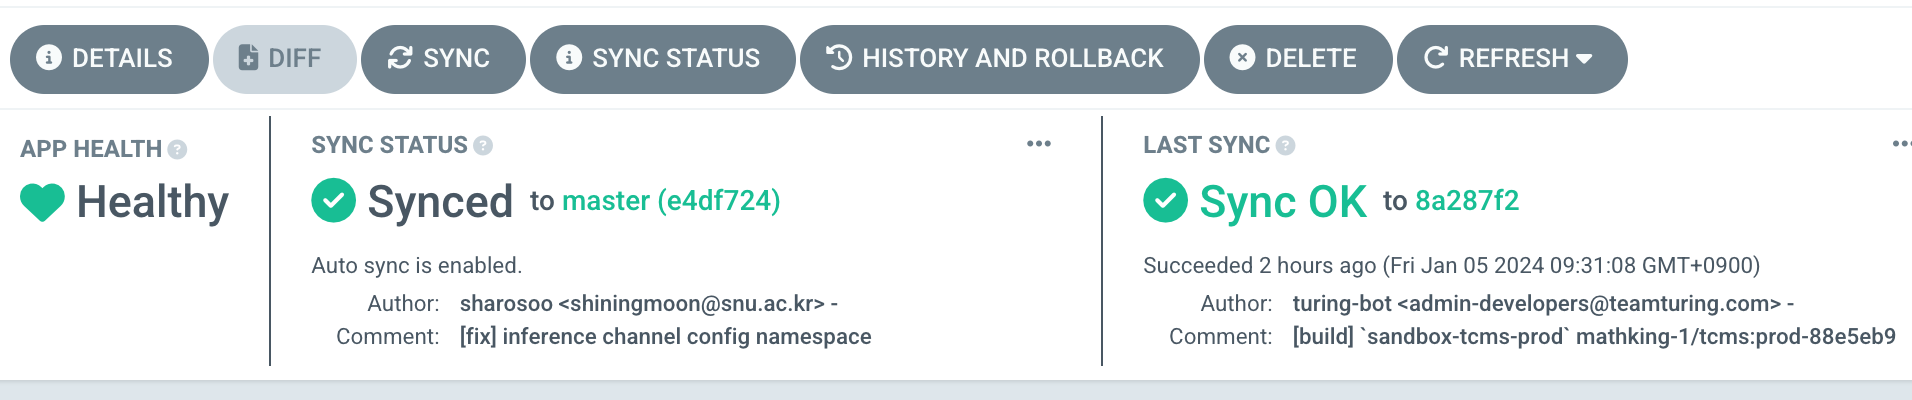 DETAILS DIFF SYNC SYNC STATUS HISTORY AND ROLLBACK DELETE REFRESH
APP HEALTH
Healthy
SYNC STATUS
Synced to master (e4df724)
Auto sync is enabled.
Author: sharosoo <shiningmoon@snu.ac.kr> -
Comment: [fix] inference channel config namespace
LAST SYNC
Sync OK to 8a287f2
Succeeded 2 hours ago (Fri Jan 05 2024 09:31:08 GMT+0900)
Author: turing-bot <admin-developers@teamturing.com> -
Comment: [build] `sandbox-tcms-prod` mathking-1/tcms:prod-88e5eb9